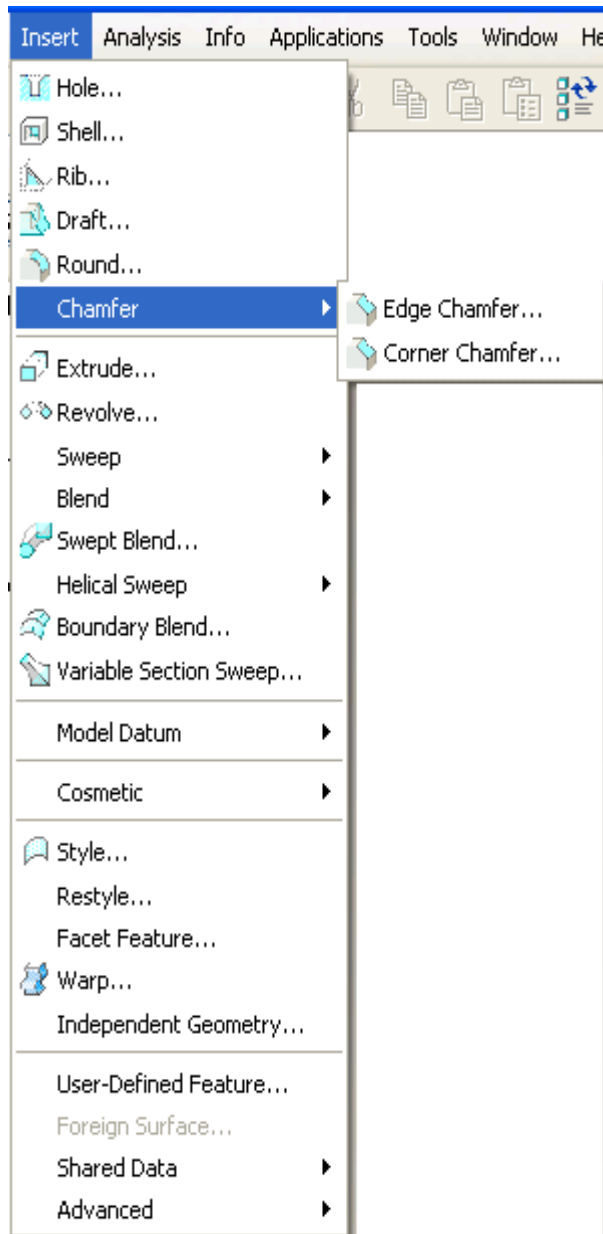 Insert Analysis Info Applications Tools Window He
Hole...
Shell...
Rib...
Draft...
Round...
Chamfer
Edge Chamfer...
Corner Chamfer...
Extrude...
Revolve...
Sweep
Blend
Swept Blend...
Helical Sweep
Boundary Blend...
Variable Section Sweep...
Model Datum
Cosmetic
Style...
Restyle...
Facet Feature...
Warp...
Independent Geometry...
User-Defined Feature...
Foreign Surface...
Shared Data
Advanced